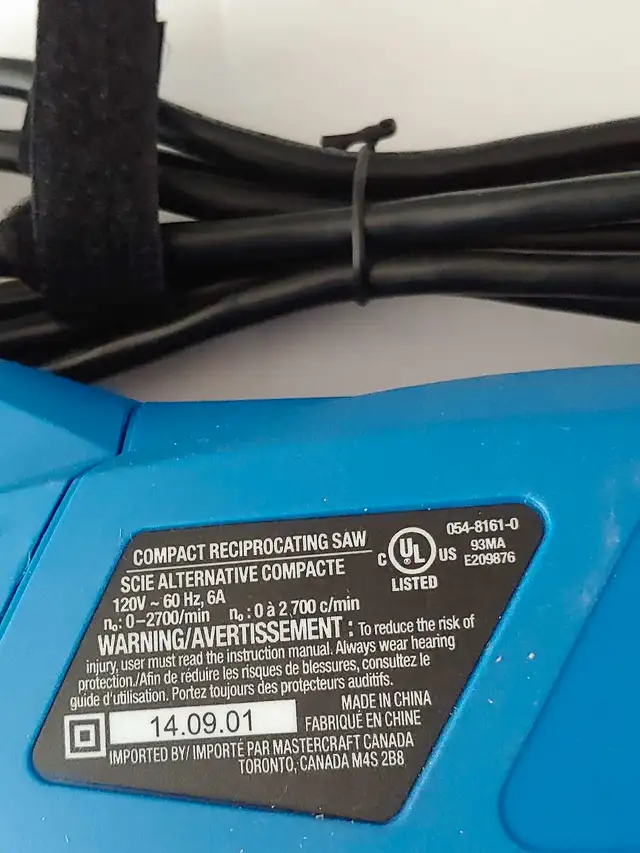 COMPACT RECIPROCATING SAW
SCIE ALTERNATIVE COMPACTE
120V ~ 60 Hz, 6A
n₀: 0–2700/min n₀: 0 à 2 700 c/min
C UL US LISTED
054-8161-0
93MA
E209876
WARNING/AVERTISSEMENT : To reduce the risk of
injury, user must read the instruction manual. Always wear hearing
protection./Afin de réduire les risques de blessures, consultez le
guide d'utilisation. Portez toujours des protecteurs auditifs.
14.09.01
MADE IN CHINA
FABRIQUÉ EN CHINE
IMPORTED BY/ IMPORTÉ PAR MASTERCRAFT CANADA
TORONTO, CANADA M4S 2B8